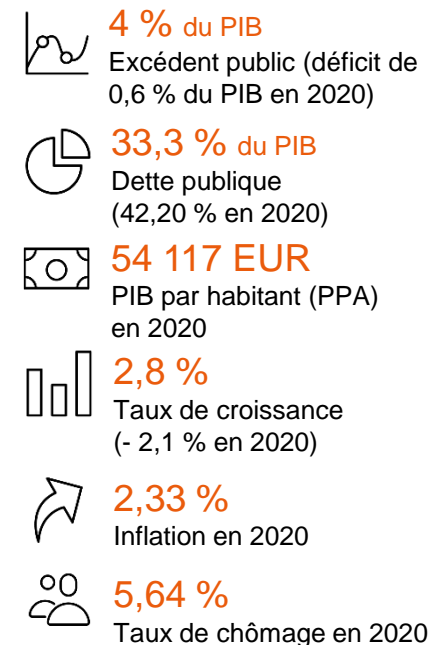 4 % du PIB
Excédent public (déficit de
0,6 % du PIB en 2020)
33,3 % du PIB
Dette publique
(42,20 % en 2020)
54 117 EUR
PIB par habitant (PPA)
en 2020
2,8 %
Taux de croissance
(- 2,1 % en 2020)
2,33 %
Inflation en 2020
5,64 %
Taux de chômage en 2020